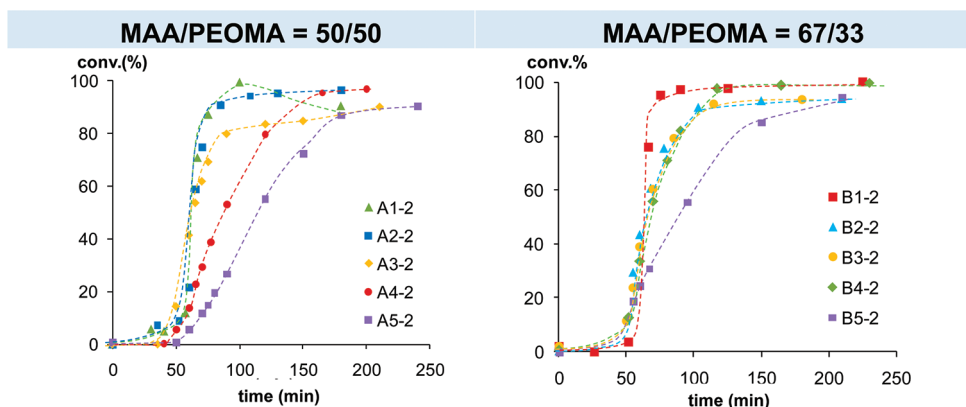 MAA/PEOMA = 50/50
MAA/PEOMA = 67/33
conv.(%)
100
80
60
40
20
0
0 50 100 150 200 250
time (min)
A1-2
A2-2
A3-2
A4-2
A5-2
conv.%
100
80
60
40
20
0
0 50 100 150 200 250
time (min)
B1-2
B2-2
B3-2
B4-2
B5-2